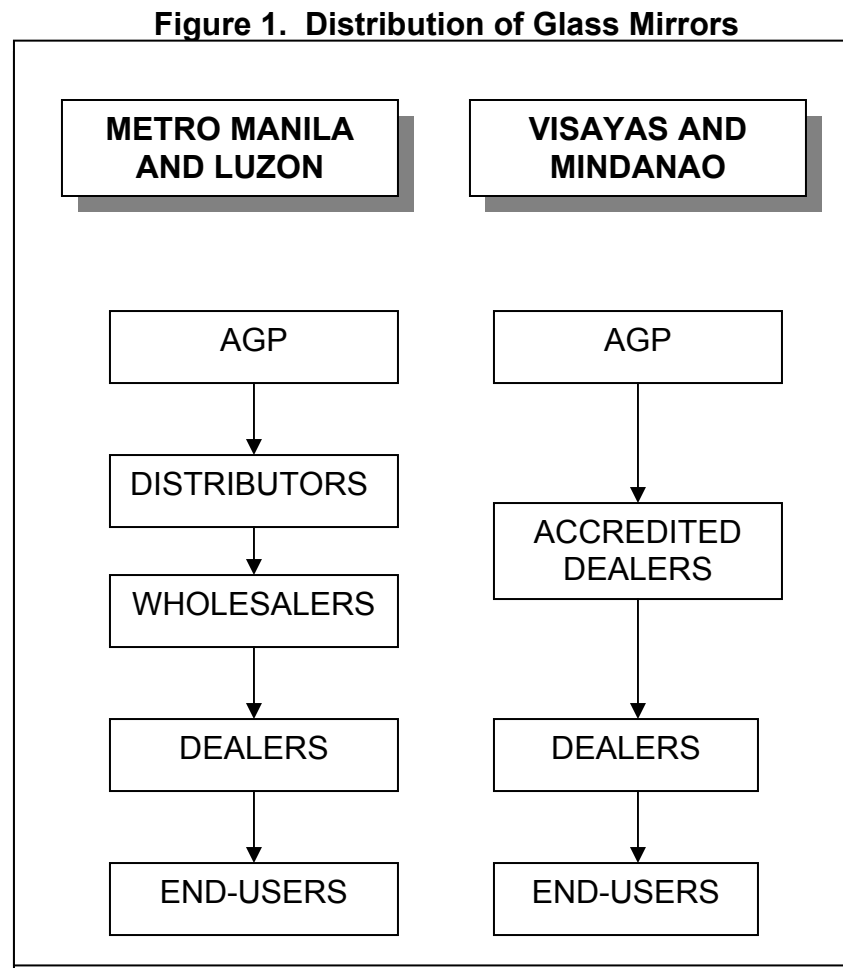 Figure 1. Distribution of Glass Mirrors
METRO MANILA
AND LUZON
VISAYAS AND
MINDANAO
AGP
DISTRIBUTORS
WHOLESALERS
DEALERS
END-USERS
AGP
ACCREDITED
DEALERS
DEALERS
END-USERS